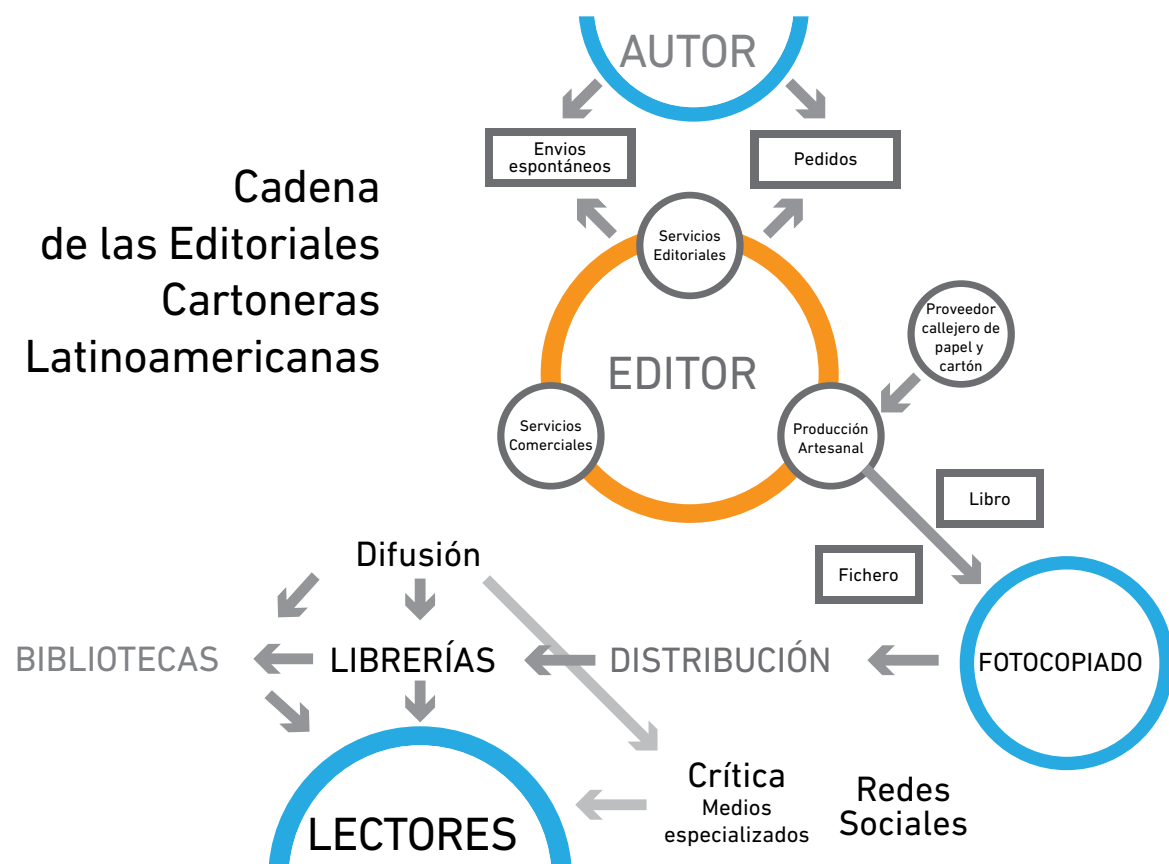 AUTOR
Envios
espontáneos
Pedidos
Cadena
de las Editoriales
Cartoneras
Latinoamericanas
Servicios
Editoriales
Proveedor
callejero de
papel y
cartón
EDITOR
Servicios
Comerciales
Producción
Artesanal
Libro
Fichero
Difusión
BIBLIOTECAS
LIBRERÍAS
DISTRIBUCIÓN
FOTOCOPIADO
Crítica
Medios
especializados
Redes
Sociales
LECTORES